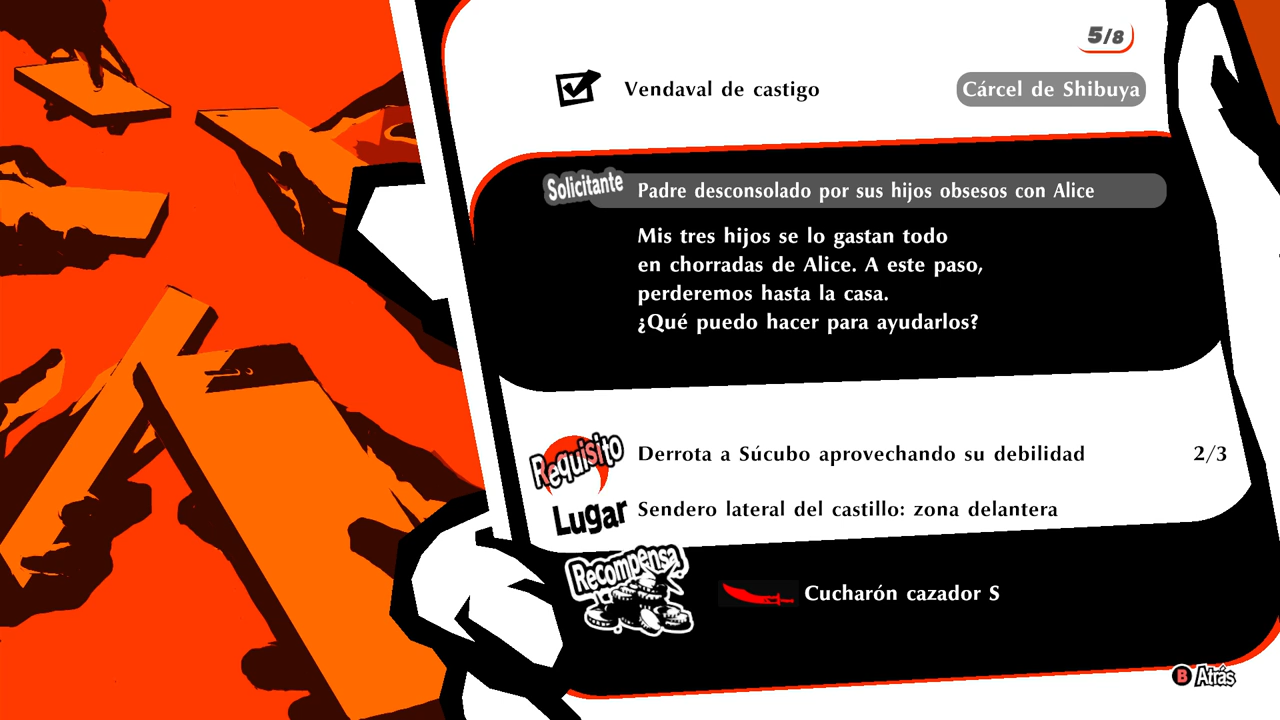 5/8
Vendaval de castigo Cárcel de Shibuya
Solicitante Padre desconsolado por sus hijos obsesos con Alice
Mis tres hijos se lo gastan todo
en chorradas de Alice. A este paso,
perderemos hasta la casa.
¿Qué puedo hacer para ayudarlos?
Requisito Derrota a Súcubo aprovechando su debilidad 2/3
Lugar Sendero lateral del castillo: zona delantera
Recompensa Cucharón cazador S
B Atrás